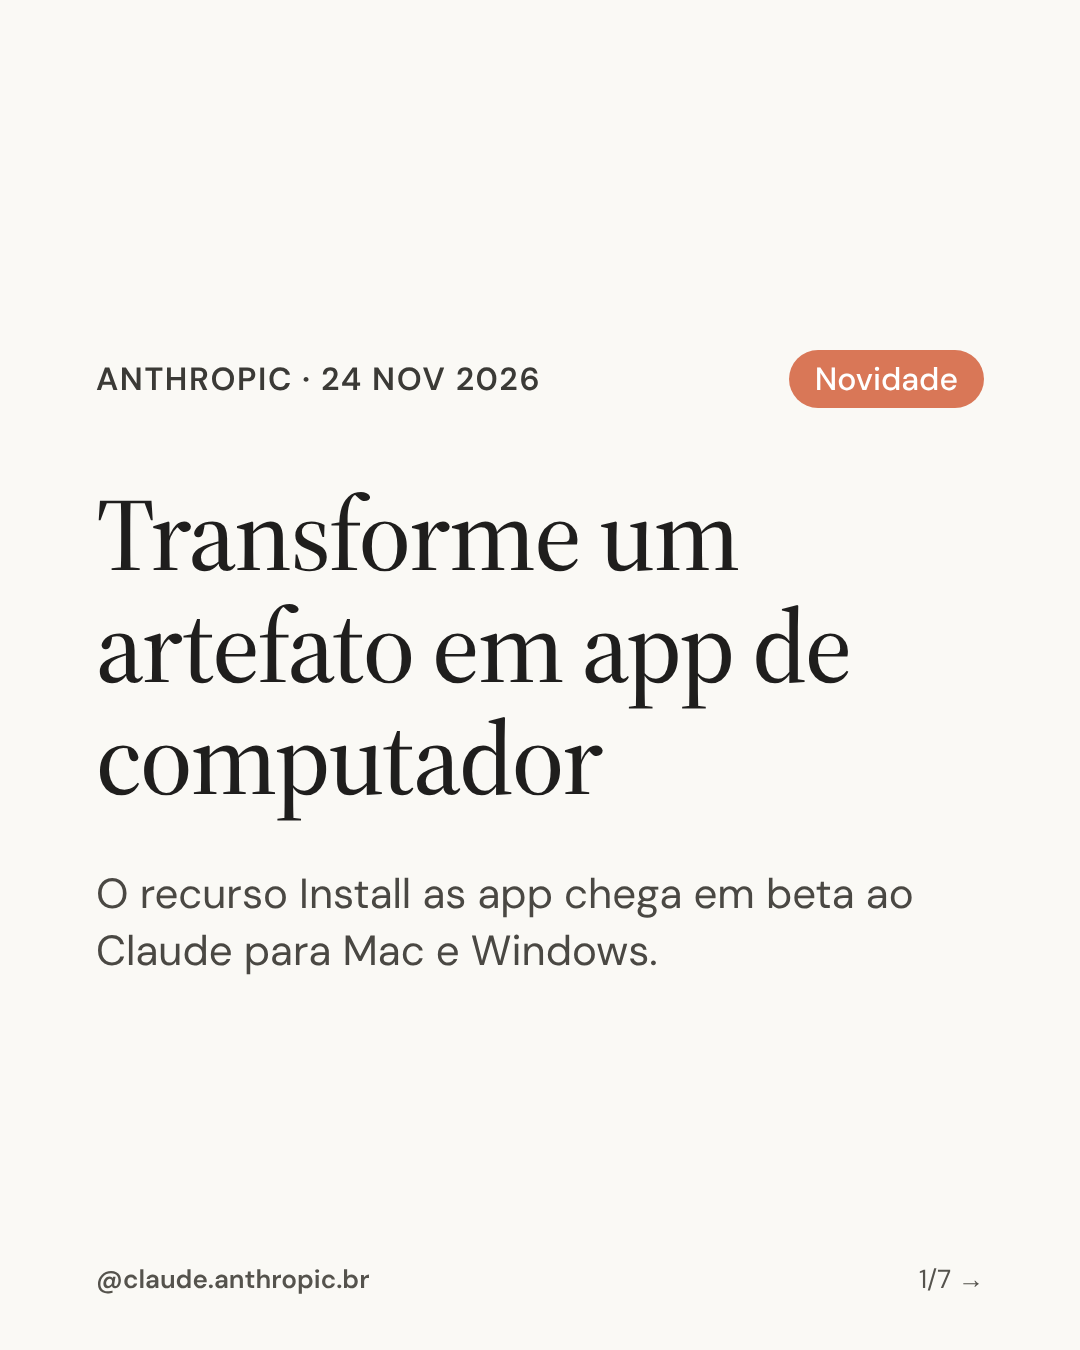 ANTHROPIC · 24 NOV 2026
Novidade
Transforme um
artefato em app de
computador
O recurso Install as app chega em beta ao
Claude para Mac e Windows.
@claude.anthropic.br
1/7 →